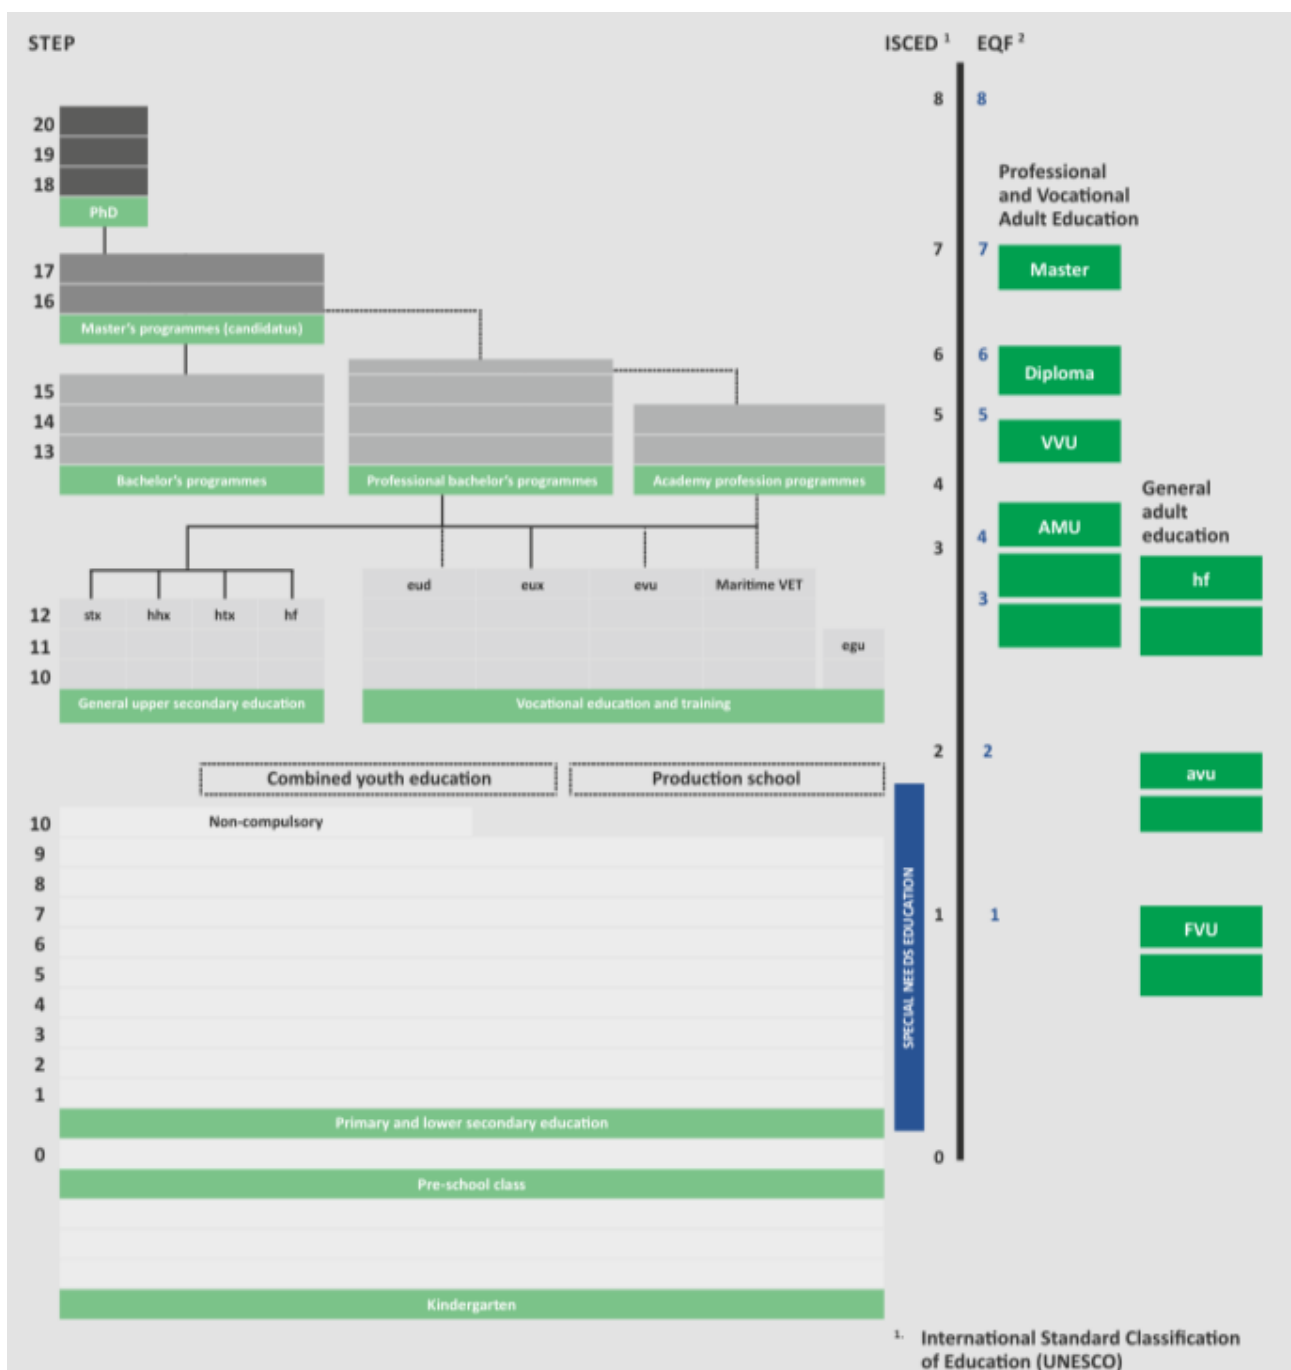 STEP
ISCED 1
EQF 2
8
8
20
19
18
PhD
Professional
and Vocational
Adult Education
7
7
Master
17
16
Master's programmes (candidatus)
6
6
Diploma
15
14
13
5
5
VVU
Bachelor's programmes
Professional bachelor's programmes
Academy profession programmes
4
General
adult
education
AMU
4
3
hf
eud
eux
evu
Maritime VET
3
12
stx
hhx
htx
hf
11
egu
10
General upper secondary education
Vocational education and training
2
2
avu
Combined youth education
Production school
10
Non-compulsory
9
8
7
6
5
4
3
2
1
SPECIAL NEEDS EDUCATION
1
1
FVU
Primary and lower secondary education
0
0
Pre-school class
Kindergarten
1. International Standard Classification
of Education (UNESCO)